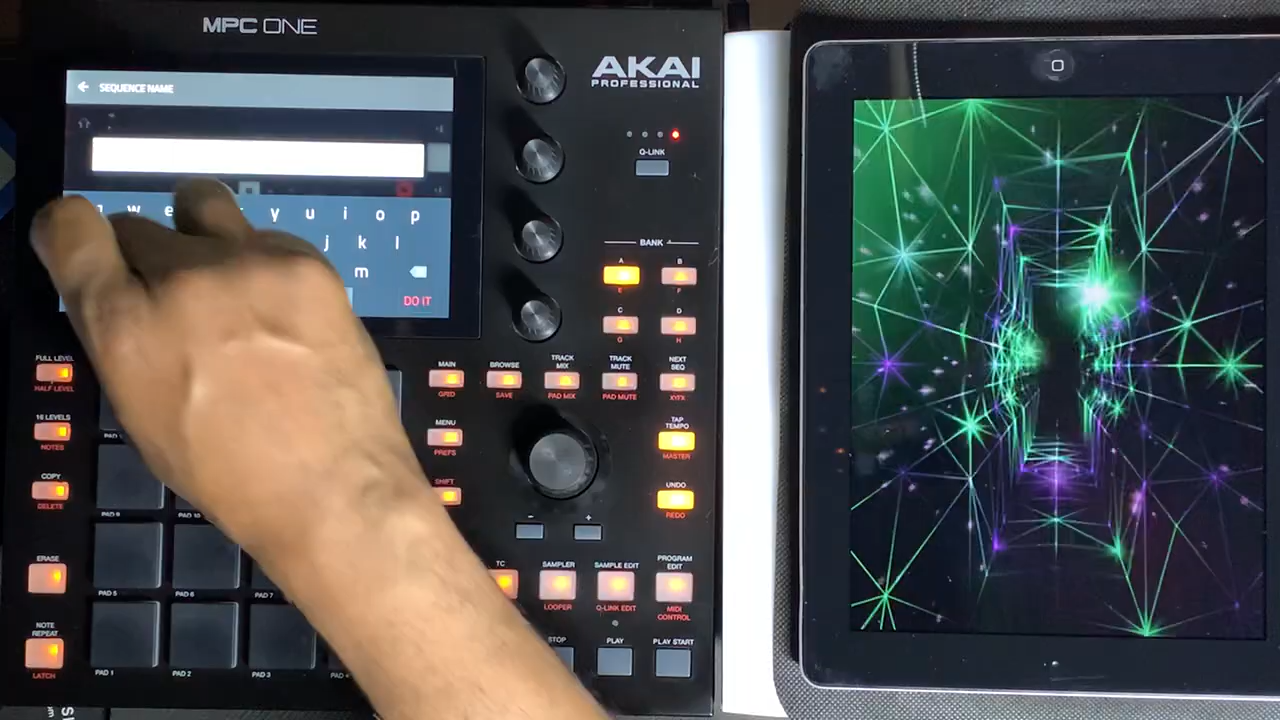 MPC ONE
AKAI
PROFESSIONAL
SEQUENCE NAME
w e y u i o p
j k l
m
DO IT
Q-LINK
BANK
A
B
E
F
C
D
G
H
FULL LEVEL
HALF LEVEL
16 LEVELS
NOTES
COPY
DELETE
ERASE
NOTE
REPEAT
LATCH
MAIN
GRID
BROWSE
SAVE
TRACK
MIX
PAD MIX
TRACK
MUTE
PAD MUTE
NEXT
SEQ
XYFX
MENU
PREFS
TAP
TEMPO
MASTER
SHIFT
UNDO
REDO
− +
TC
SAMPLER
LOOPER
SAMPLE EDIT
Q-LINK EDIT
PROGRAM
EDIT
MIDI
CONTROL
STOP
PLAY
PLAY START
PAD 9
PAD 10
PAD 5
PAD 6
PAD 7
PAD 1
PAD 2
PAD 3